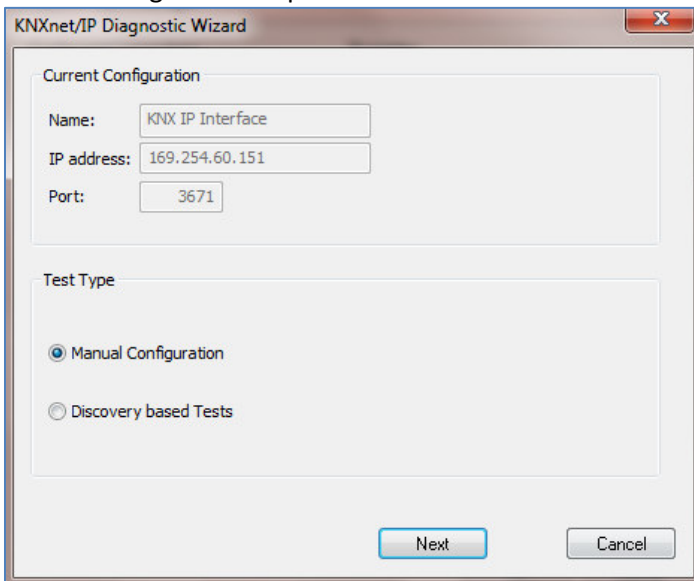 KNXnet/IP Diagnostic Wizard
Current Configuration
Name: KNX IP Interface
IP address: 169.254.60.151
Port: 3671
Test Type
Manual Configuration
Discovery based Tests
Next Cancel